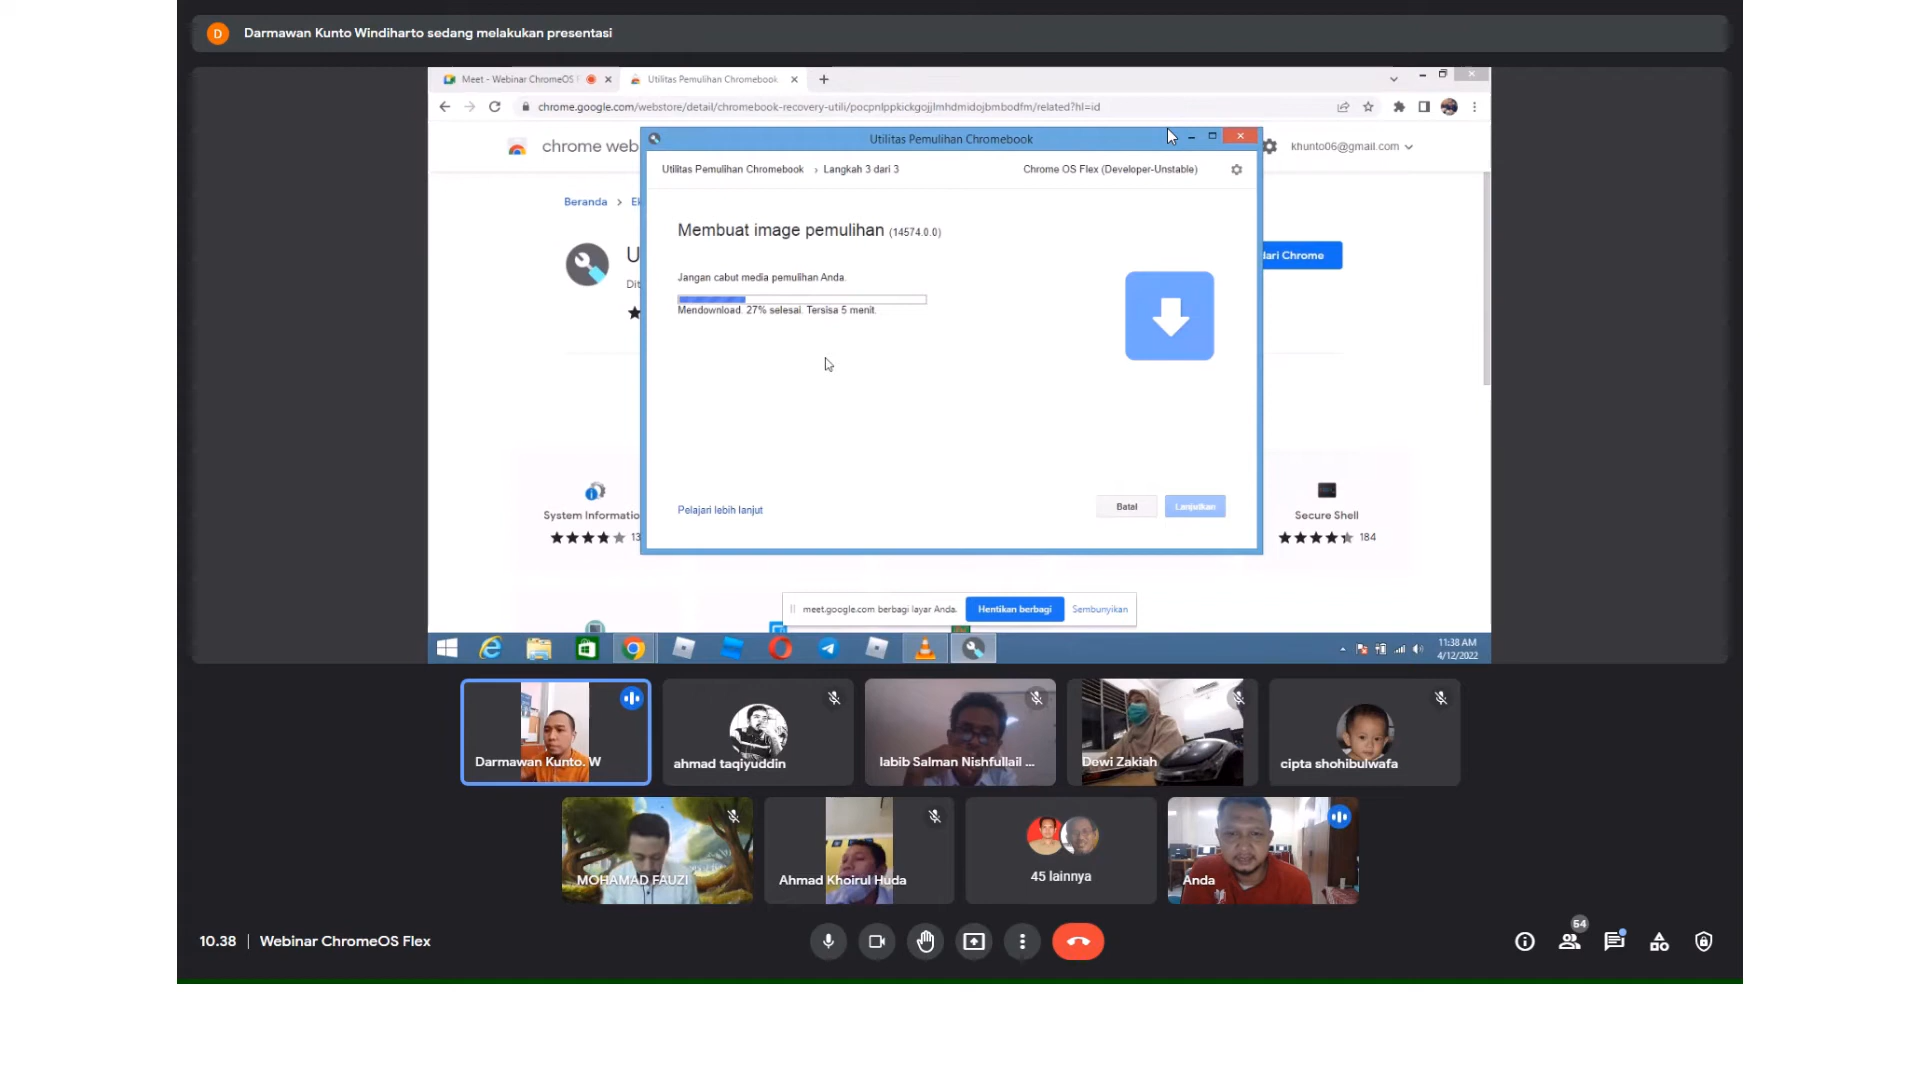 D
Darmawan Kunto Windiharto sedang melakukan presentasi
Meet - Webinar ChromeOS F
Utilitas Pemulihan Chromebook
chrome.google.com/webstore/detail/chromebook-recovery-utili/pocpnlppkickgojjlmhdmidojbmbodfm/related?hl=id
chrome web
khunto06@gmail.com
Utilitas Pemulihan Chromebook
Utilitas Pemulihan Chromebook › Langkah 3 dari 3
Chrome OS Flex (Developer-Unstable)
Beranda
Ek
U
Dit
dari Chrome
Membuat image pemulihan (14574.0.0)
Jangan cabut media pemulihan Anda.
Mendownload. 27% selesai. Tersisa 5 menit.
Pelajari lebih lanjut
Batal
Lanjutkan
System Informatio
13
Secure Shell
184
meet.google.com berbagi layar Anda.
Hentikan berbagi
Sembunyikan
11:38 AM
4/12/2022
Darmawan Kunto. W
ahmad taqiyuddin
labib Salman Nishfullail ...
Dewi Zakiah
cipta shohibulwafa
MOHAMAD FAUZI
Ahmad Khoirul Huda
45 lainnya
Anda
10.38 | Webinar ChromeOS Flex
54